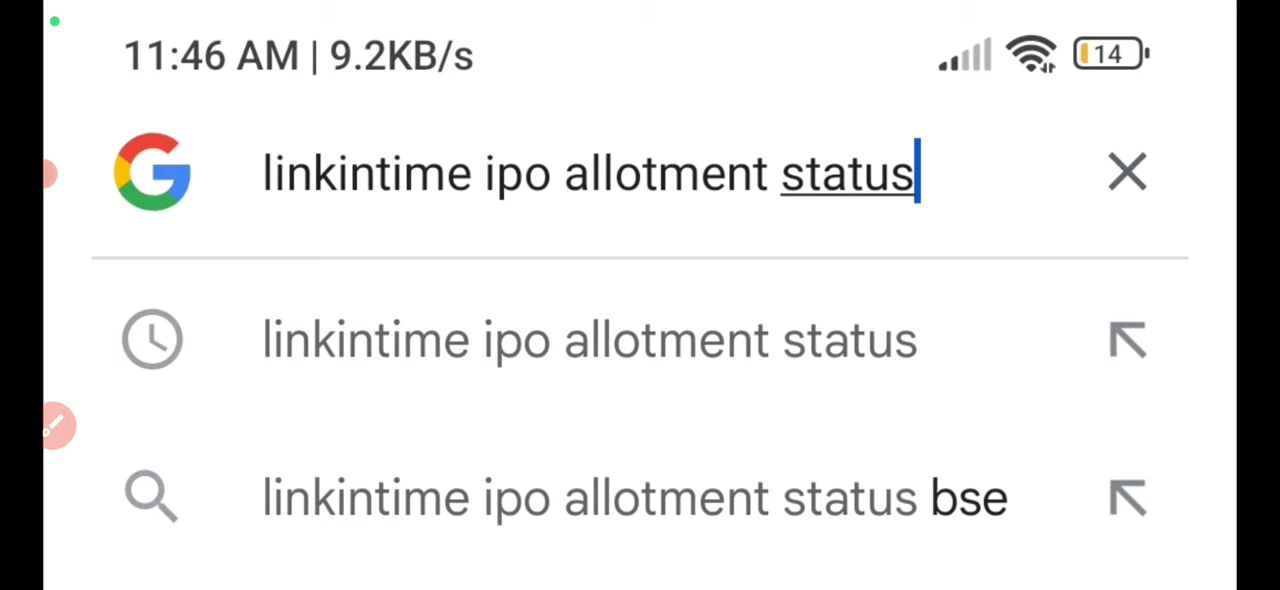 11:46 AM | 9.2KB/s 14
linkintime ipo allotment status
linkintime ipo allotment status
linkintime ipo allotment status bse